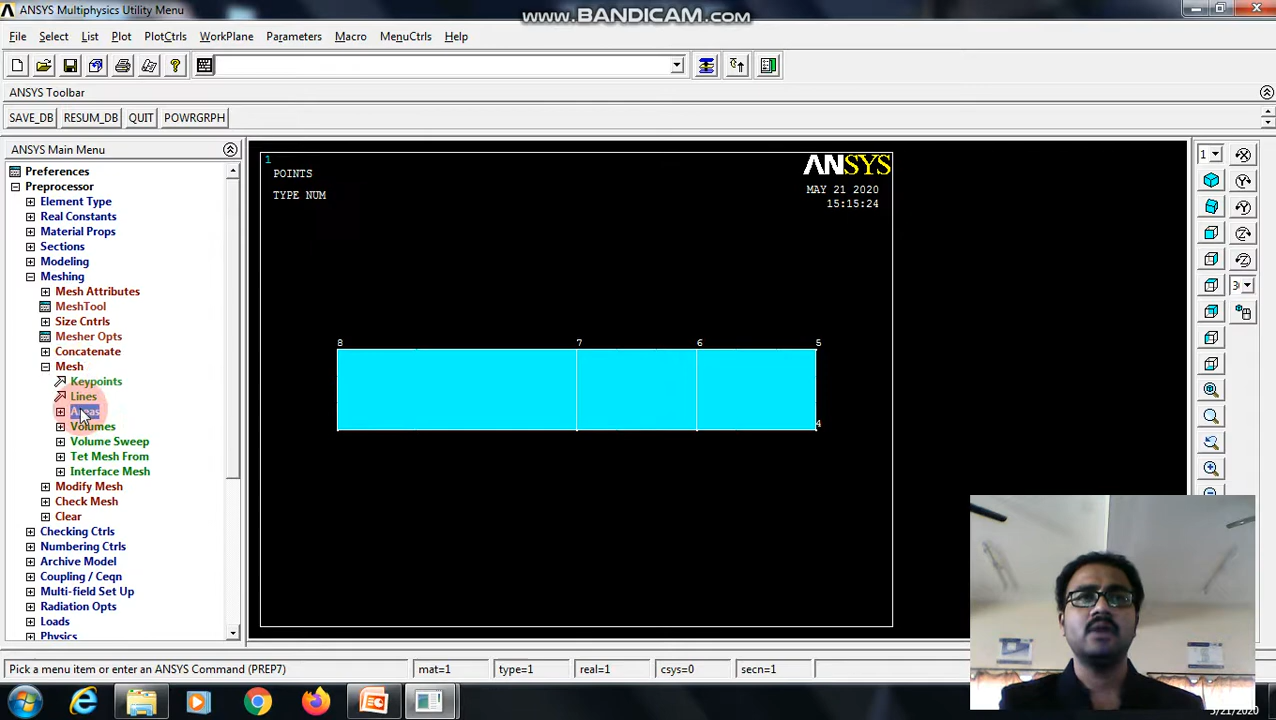 ANSYS Multiphysics Utility Menu
www.BANDICAM.com
File Select List Plot PlotCtrls WorkPlane Parameters Macro MenuCtrls Help
ANSYS Toolbar
SAVE_DB RESUM_DB QUIT POWRGRPH
ANSYS Main Menu
Preferences
Preprocessor
Element Type
Real Constants
Material Props
Sections
Modeling
Meshing
Mesh Attributes
MeshTool
Size Cntrls
Mesher Opts
Concatenate
Mesh
Keypoints
Lines
Areas
Volumes
Volume Sweep
Tet Mesh From
Interface Mesh
Modify Mesh
Check Mesh
Clear
Checking Ctrls
Numbering Ctrls
Archive Model
Coupling / Ceqn
Multi-field Set Up
Radiation Opts
Loads
Physics
1
POINTS
TYPE NUM
ANSYS
MAY 21 2020
15:15:24
8 7 6 5
4
1
Pick a menu item or enter an ANSYS Command (PREP7) mat=1 type=1 real=1 csys=0 secn=1